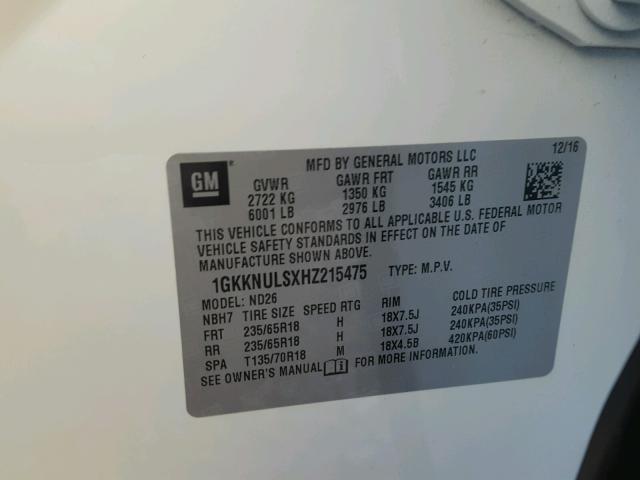 GM
MFD BY GENERAL MOTORS LLC 12/16
GVWR GAWR FRT GAWR RR
2722 KG 1350 KG 1545 KG
6001 LB 2976 LB 3406 LB
THIS VEHICLE CONFORMS TO ALL APPLICABLE U.S. FEDERAL MOTOR
VEHICLE SAFETY STANDARDS IN EFFECT ON THE DATE OF
MANUFACTURE SHOWN ABOVE.
1GKKNULSXHZ215475 TYPE: M.P.V.
MODEL: ND26
NBH7 TIRE SIZE SPEED RTG RIM COLD TIRE PRESSURE
FRT 235/65R18 H 18X7.5J 240KPA(35PSI)
RR 235/65R18 H 18X7.5J 240KPA(35PSI)
SPA T135/70R18 M 18X4.5B 420KPA(60PSI)
SEE OWNER'S MANUAL FOR MORE INFORMATION.